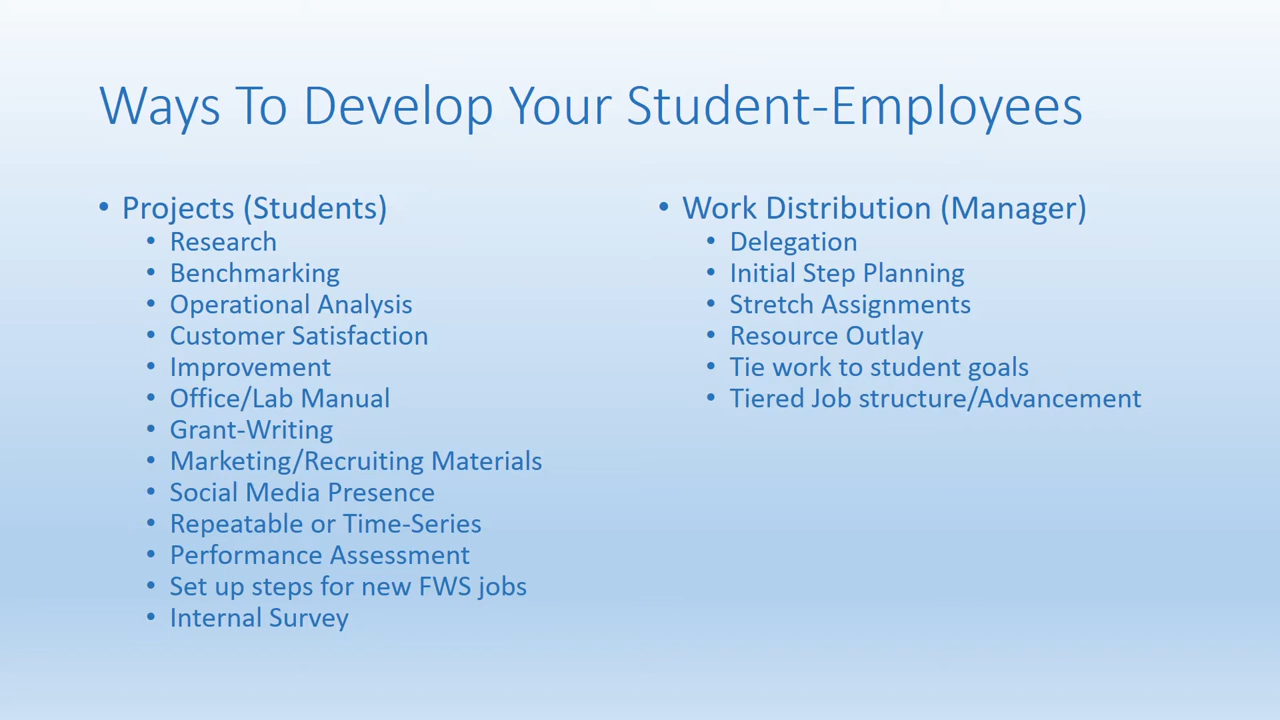 Ways To Develop Your Student-Employees
• Projects (Students)
• Research
• Benchmarking
• Operational Analysis
• Customer Satisfaction
• Improvement
• Office/Lab Manual
• Grant-Writing
• Marketing/Recruiting Materials
• Social Media Presence
• Repeatable or Time-Series
• Performance Assessment
• Set up steps for new FWS jobs
• Internal Survey
• Work Distribution (Manager)
• Delegation
• Initial Step Planning
• Stretch Assignments
• Resource Outlay
• Tie work to student goals
• Tiered Job structure/Advancement